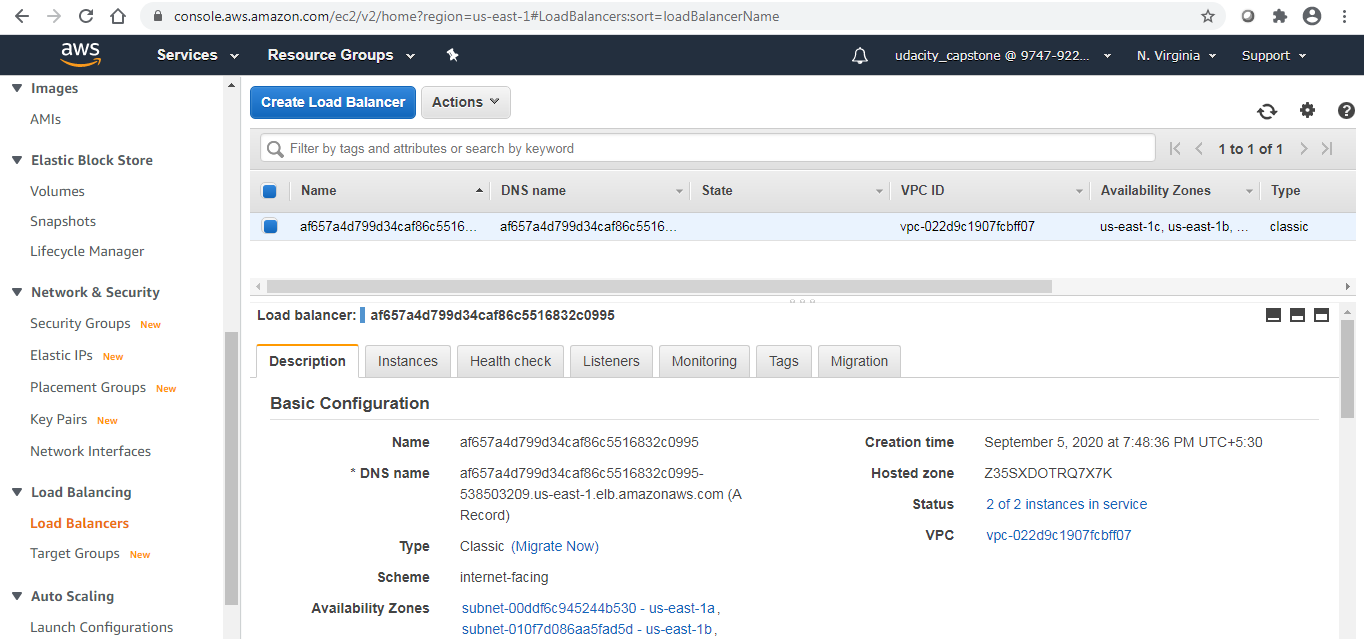 console.aws.amazon.com/ec2/v2/home?region=us-east-1#LoadBalancers:sort=loadBalancerName
aws Services Resource Groups udacity_capstone @ 9747-922... N. Virginia Support
Images
AMIs
Elastic Block Store
Volumes
Snapshots
Lifecycle Manager
Network & Security
Security Groups New
Elastic IPs New
Placement Groups New
Key Pairs New
Network Interfaces
Load Balancing
Load Balancers
Target Groups New
Auto Scaling
Launch Configurations
Create Load Balancer Actions
Filter by tags and attributes or search by keyword 1 to 1 of 1
Name DNS name State VPC ID Availability Zones Type
af657a4d799d34caf86c5516... af657a4d799d34caf86c5516... vpc-022d9c1907fcbff07 us-east-1c, us-east-1b, ... classic
Load balancer: af657a4d799d34caf86c5516832c0995
Description Instances Health check Listeners Monitoring Tags Migration
Basic Configuration
Name af657a4d799d34caf86c5516832c0995
* DNS name af657a4d799d34caf86c5516832c0995-
538503209.us-east-1.elb.amazonaws.com (A
Record)
Type Classic (Migrate Now)
Scheme internet-facing
Availability Zones subnet-00ddf6c945244b530 - us-east-1a,
subnet-010f7d086aa5fad5d - us-east-1b,
Creation time September 5, 2020 at 7:48:36 PM UTC+5:30
Hosted zone Z35SXDOTRQ7X7K
Status 2 of 2 instances in service
VPC vpc-022d9c1907fcbff07